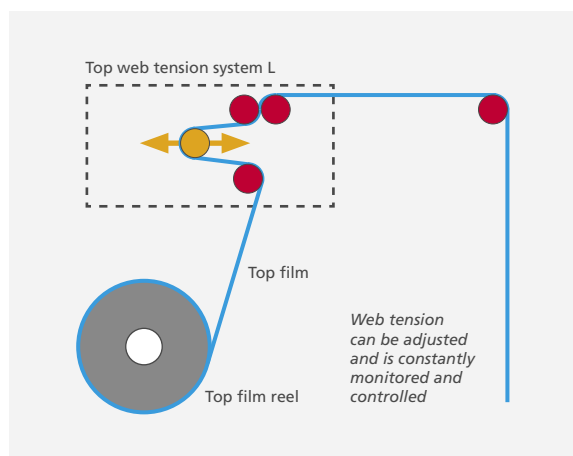 Top web tension system L
Top film
Web tension
can be adjusted
and is constantly
monitored and
controlled
Top film reel